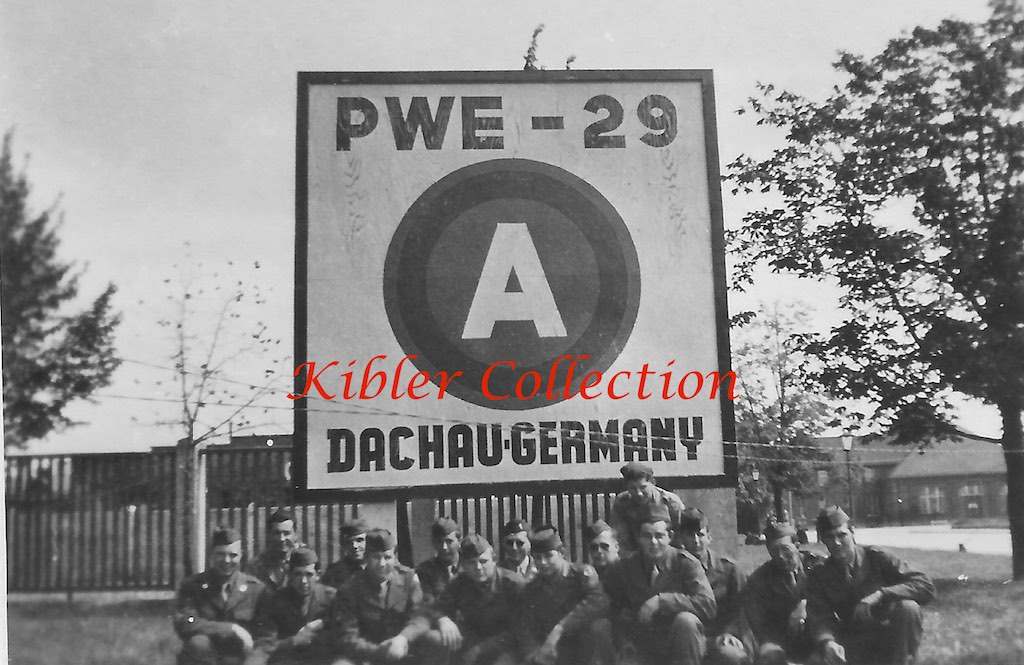 PWE - 29
A
Kibler Collection
DACHAU-GERMANY